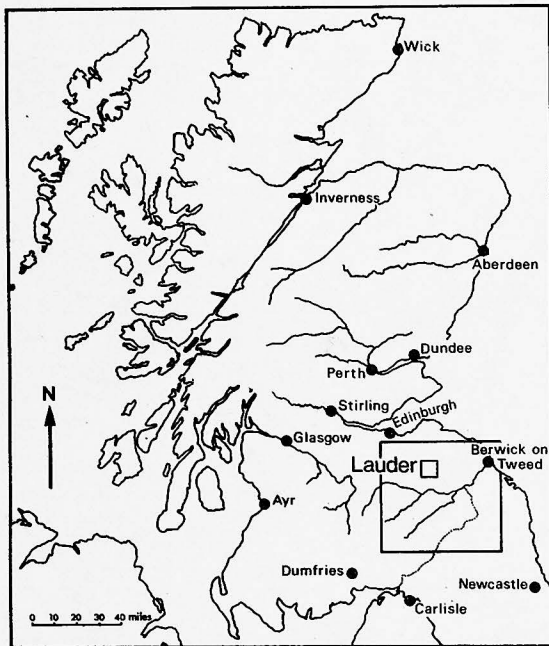 Wick
Inverness
Aberdeen
Dundee
Perth
Stirling
Edinburgh
Glasgow
Berwick on
Tweed
Lauder
N
Ayr
Dumfries
Newcastle
Carlisle
0 10 20 30 40 miles